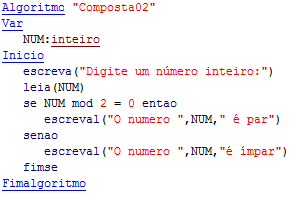 Algoritmo "Composta02"
Var
NUM:inteiro
Inicio
escreva("Digite um número inteiro:")
leia(NUM)
se NUM mod 2 = 0 entao
escreval("O numero ",NUM," é par")
senao
escreval("O numero ",NUM,"é ímpar")
fimse
Fimalgoritmo